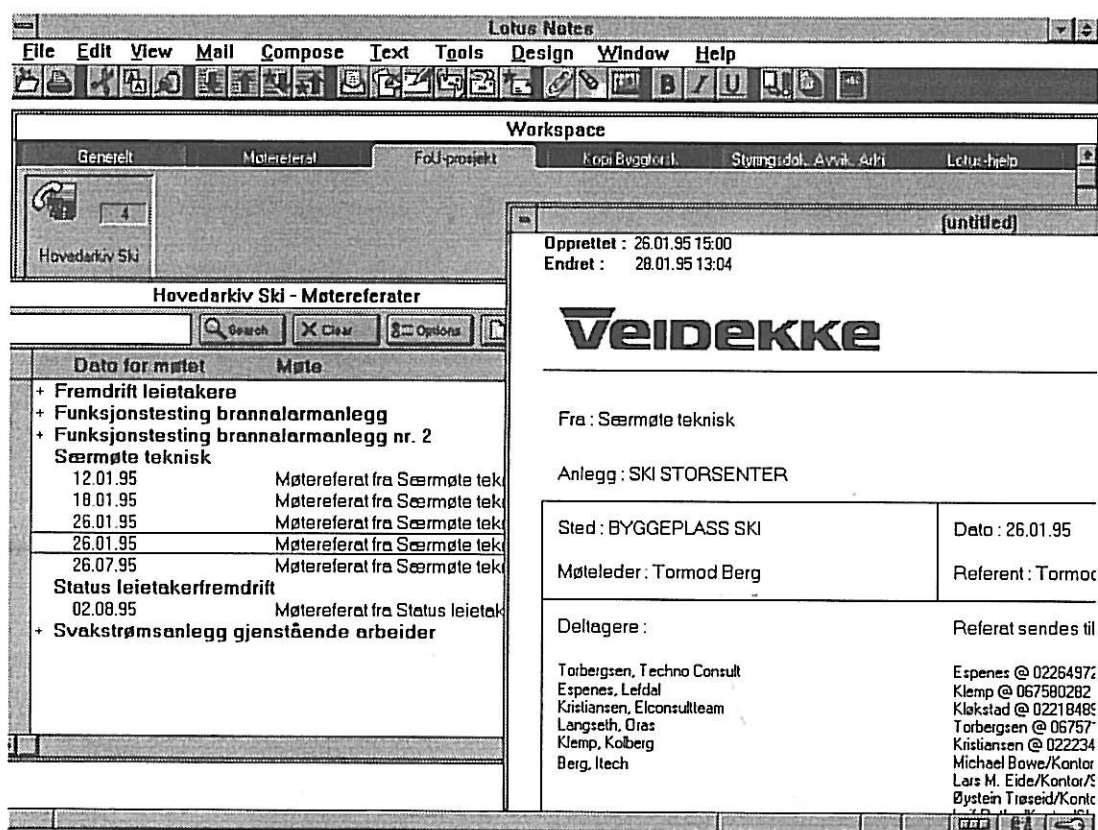 Lotus Notes
File Edit View Mail Compose Text Tools Design Window Help
B I U
Workspace
Generelt Møtereferat FoU-prosjekt Kopi Byggforsk. Styringsdok. Avvik. Arki Lotus-hjelp
4
Hovedarkiv Ski
Hovedarkiv Ski - Møtereferater
Search Clear Options
Dato for møtet Møte
+ Fremdrift leietakere
+ Funksjonstesting brannalarmanlegg
+ Funksjonstesting brannalarmanlegg nr. 2
Særmøte teknisk
12.01.95 Møtereferat fra Særmøte tekn
18.01.95 Møtereferat fra Særmøte tekn
26.01.95 Møtereferat fra Særmøte tekn
26.01.95 Møtereferat fra Særmøte tekn
26.07.95 Møtereferat fra Særmøte tekn
Status leietakerfremdrift
02.08.95 Møtereferat fra Status leietak
+ Svakstrømsanlegg gjenstående arbeider
(untitled)
Opprettet : 26.01.95 15:00
Endret : 28.01.95 13:04
VEIDEKKE
Fra : Særmøte teknisk
Anlegg : SKI STORSENTER
Sted : BYGGEPLASS SKI Dato : 26.01.95
Møteleder : Tormod Berg Referent : Tormod
Deltagere : Referat sendes til
Torbergsen, Techno Consult
Espenes, Lefdal
Kristiansen, Elconsultteam
Langseth, Oras
Klemp, Kolberg
Berg, Itech
Espenes @ 02264972
Klemp @ 067580282
Kløkstad @ 02218489
Torbergsen @ 06757
Kristiansen @ 022234
Michael Bowe/Kontor
Lars M. Eide/Kontor/S
Øystein Trøseid/Konto